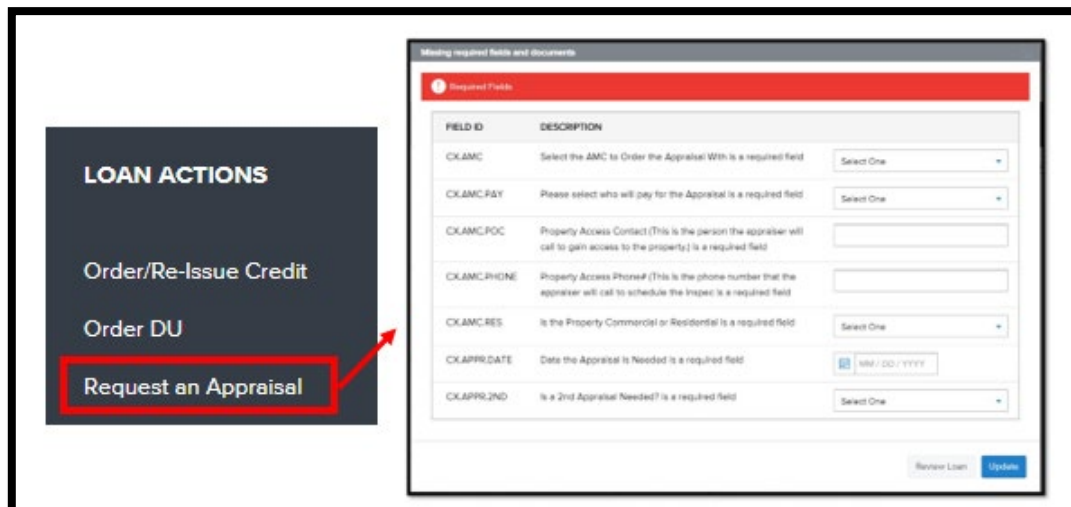 LOAN ACTIONS
Order/Re-Issue Credit
Order DU
Request an Appraisal
Missing required fields and documents
Required Fields
FIELD ID DESCRIPTION
CX.AMC Select the AMC to Order the Appraisal With is a required field Select One
CX.AMC.PAY Please select who will pay for the Appraisal is a required field Select One
CX.AMC.POC Property Access Contact (This is the person the appraiser will
call to gain access to the property.) is a required field
CX.AMC.PHONE Property Access Phone# (This is the phone number that the
appraiser will call to schedule the Inspec is a required field
CX.AMC.RES Is the Property Commercial or Residential is a required field Select One
CX.APPR.DATE Date the Appraisal is Needed is a required field MM / DD / YYYY
CX.APPR.2ND Is a 2nd Appraisal Needed? is a required field Select One
Review Loan Update